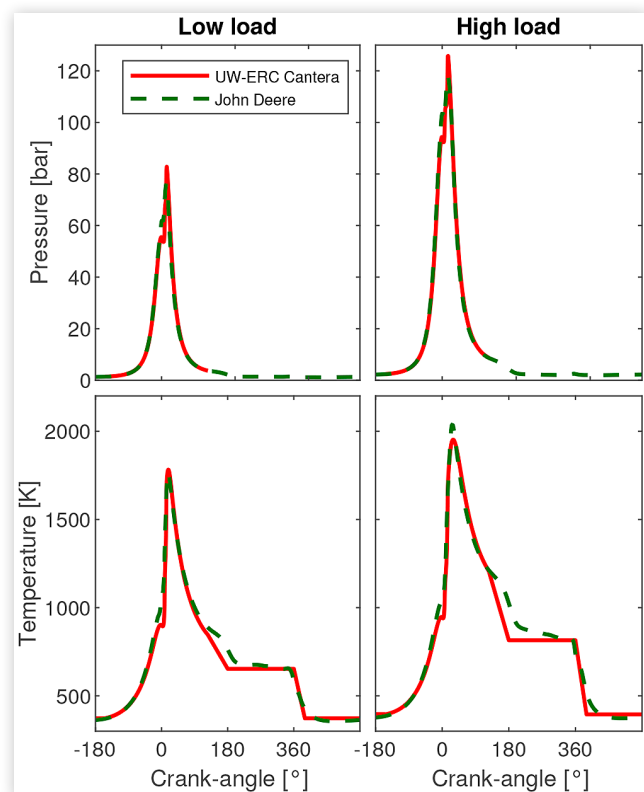 Low load
High load
UW-ERC Cantera
John Deere
Pressure [bar]
120
100
80
60
40
20
0
Temperature [K]
2000
1500
1000
500
-180 0 180 360 -180 0 180 360
Crank-angle [°] Crank-angle [°]